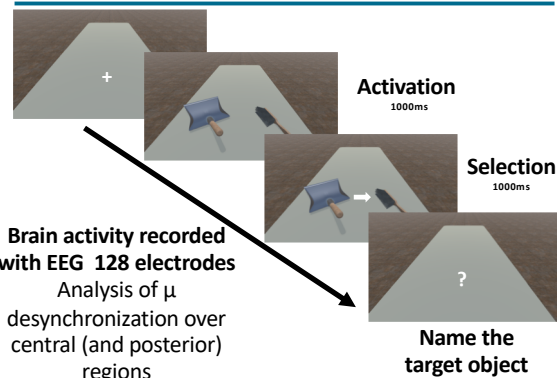 +
Activation
1000ms
Selection
1000ms
Brain activity recorded
with EEG 128 electrodes
Analysis of μ
desynchronization over
central (and posterior)
regions
?
Name the
target object